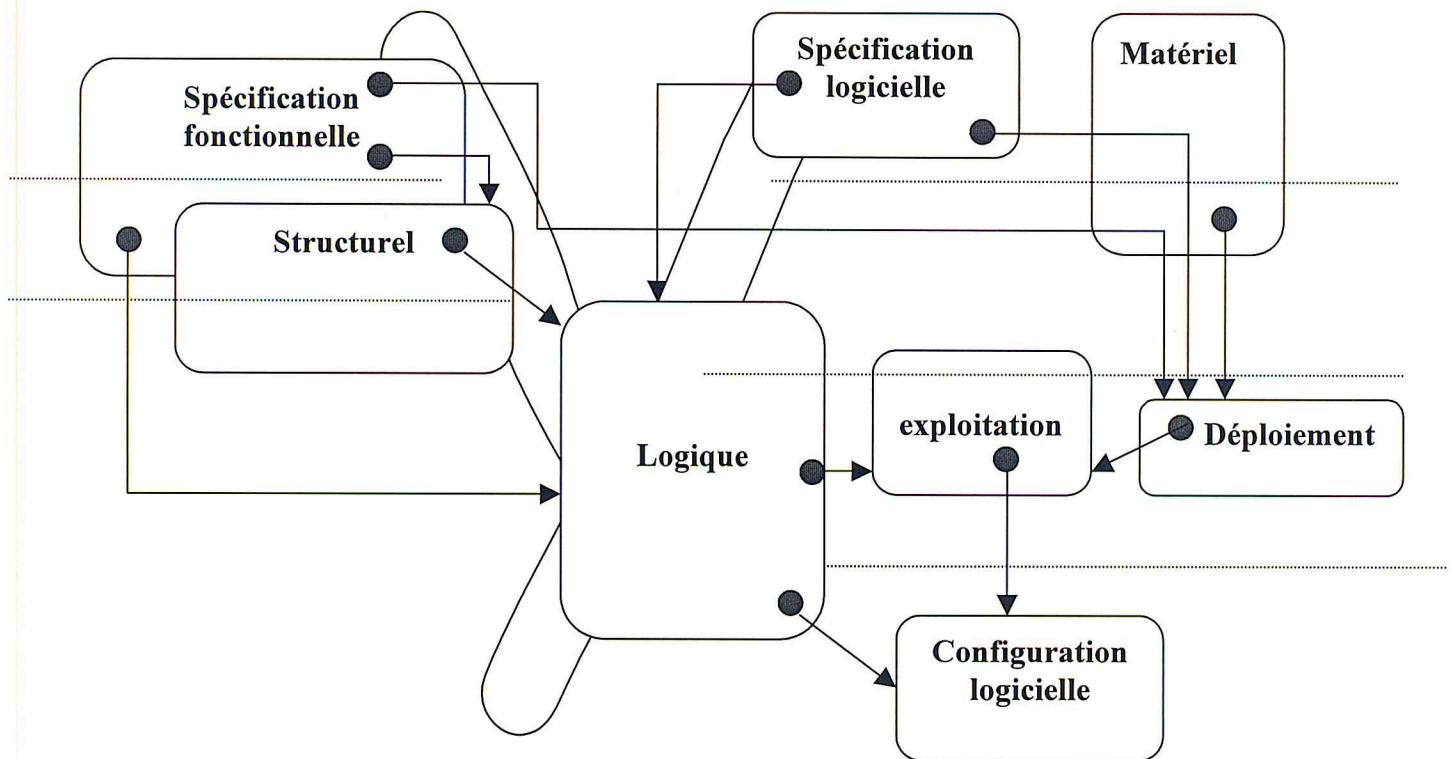 Spécification
fonctionnelle
Spécification
logicielle
Matériel
Structurel
Logique
exploitation
Déploiement
Configuration
logicielle